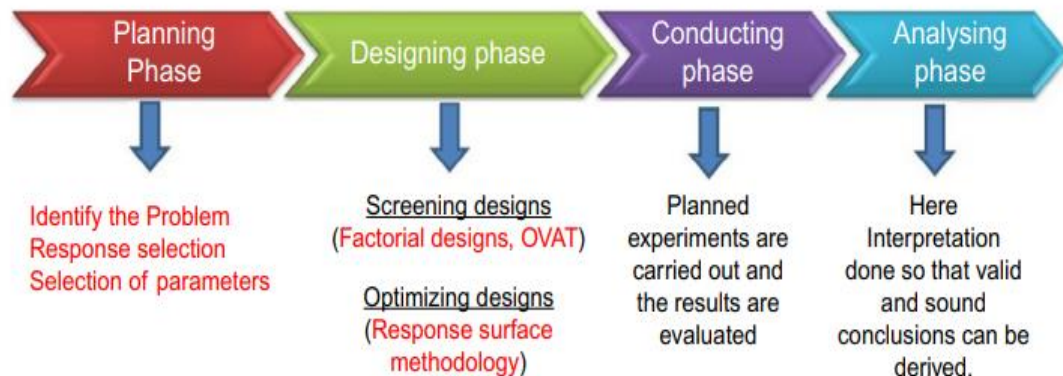 Planning
Phase
Designing phase
Conducting
phase
Analysing
phase
Identify the Problem
Response selection
Selection of parameters
Screening designs
(Factorial designs, OVAT)
Optimizing designs
(Response surface
methodology)
Planned
experiments are
carried out and
the results are
evaluated
Here
Interpretation
done so that valid
and sound
conclusions can be
derived.